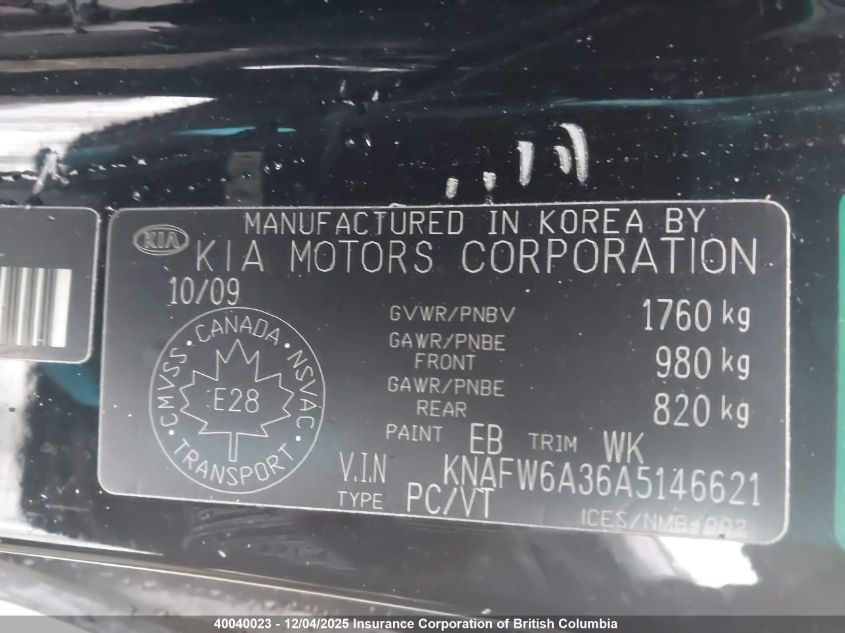 MANUFACTURED IN KOREA BY
KIA
KIA MOTORS CORPORATION
10/09
GVWR/PNBV 1760 kg
GAWR/PNBE FRONT 980 kg
GAWR/PNBE REAR 820 kg
CANADA
CMVSS · NSVAC
E28
TRANSPORT
PAINT EB TRIM WK
V.I.N KNAFW6A36A5146621
TYPE PC/VT
ICES/NMB-002
40040023 - 12/04/2025 Insurance Corporation of British Columbia